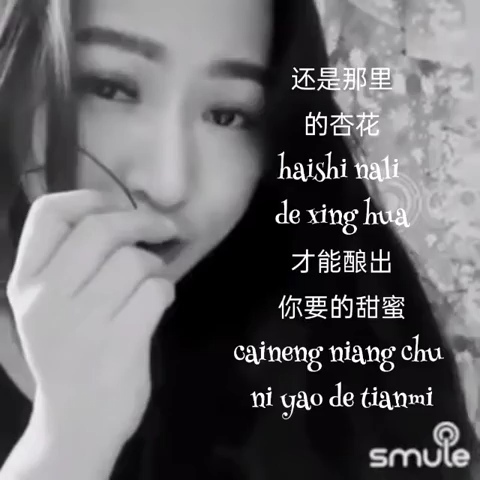 还是那里
的杏花
haishi nali
de xing hua
才能酿出
你要的甜蜜
caineng niang chu
ni yao de tianmi
smule